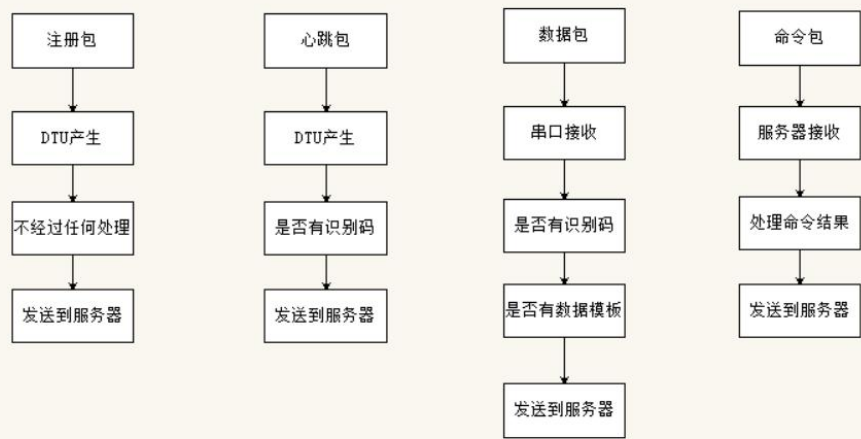 注册包
DTU产生
不经过任何处理
发送到服务器
心跳包
DTU产生
是否有识别码
发送到服务器
数据包
串口接收
是否有识别码
是否有数据模板
发送到服务器
命令包
服务器接收
处理命令结果
发送到服务器